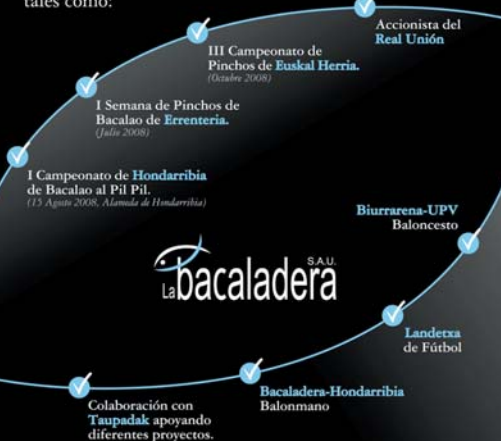 tales como:
Accionista del
Real Unión
III Campeonato de
Pinchos de Euskal Herria.
(Octubre 2008)
I Semana de Pinchos de
Bacalao de Errenteria.
(Julio 2008)
I Campeonato de Hondarribia
de Bacalao al Pil Pil.
(15 Agosto 2008, Alameda de Hondarribia)
Biurrarena-UPV
Baloncesto
La bacaladera S.A.U.
Landetxa
de Fútbol
Bacaladera-Hondarribia
Balonmano
Colaboración con
Taupadak apoyando
diferentes proyectos.